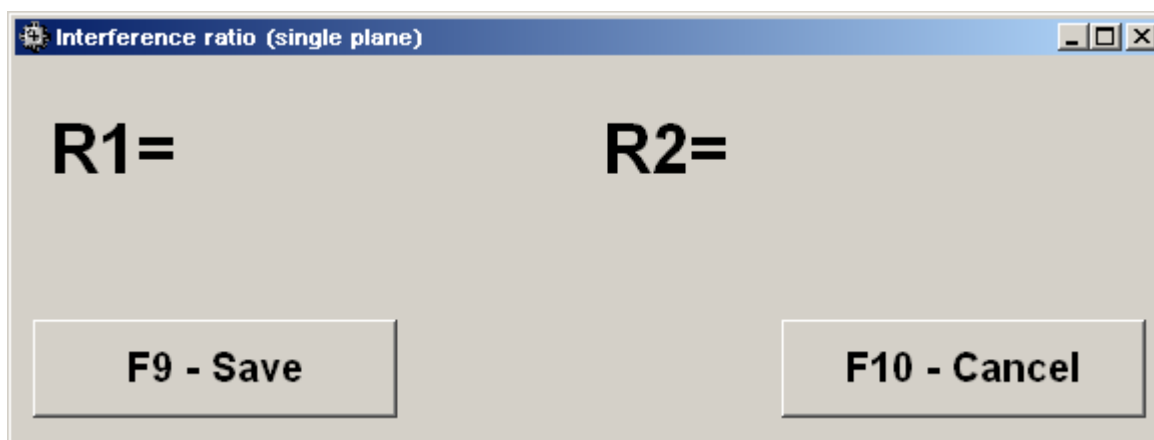 Interference ratio (single plane)
R1= R2=
F9 - Save F10 - Cancel